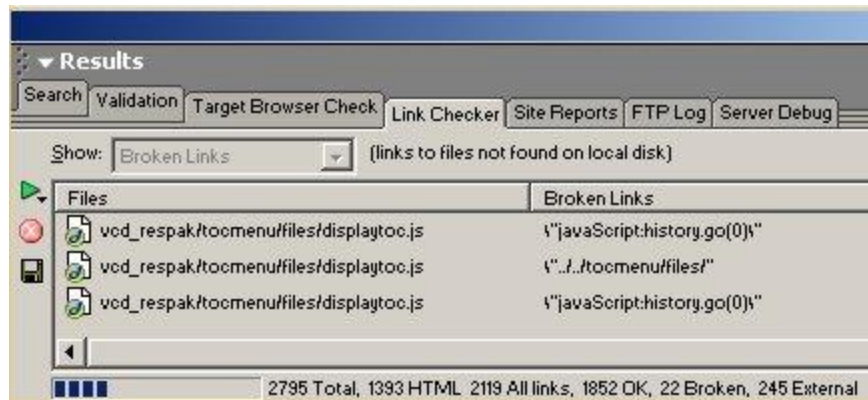 Results
Search Validation Target Browser Check Link Checker Site Reports FTP Log Server Debug
Show: Broken Links (links to files not found on local disk)
Files Broken Links
vcd_respak/tocmenu/files/displaytoc.js \"javaScript:history.go(0)\"
vcd_respak/tocmenu/files/displaytoc.js \"../../tocmenu/files/"
vcd_respak/tocmenu/files/displaytoc.js \"javaScript:history.go(0)\"
2795 Total, 1393 HTML 2119 All links, 1852 OK, 22 Broken, 245 External